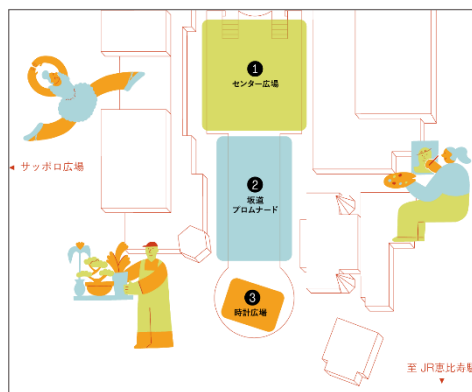 1
センター広場
◀ サッポロ広場
2
坂道
プロムナード
3
時計広場
至 JR恵比寿駅
▼